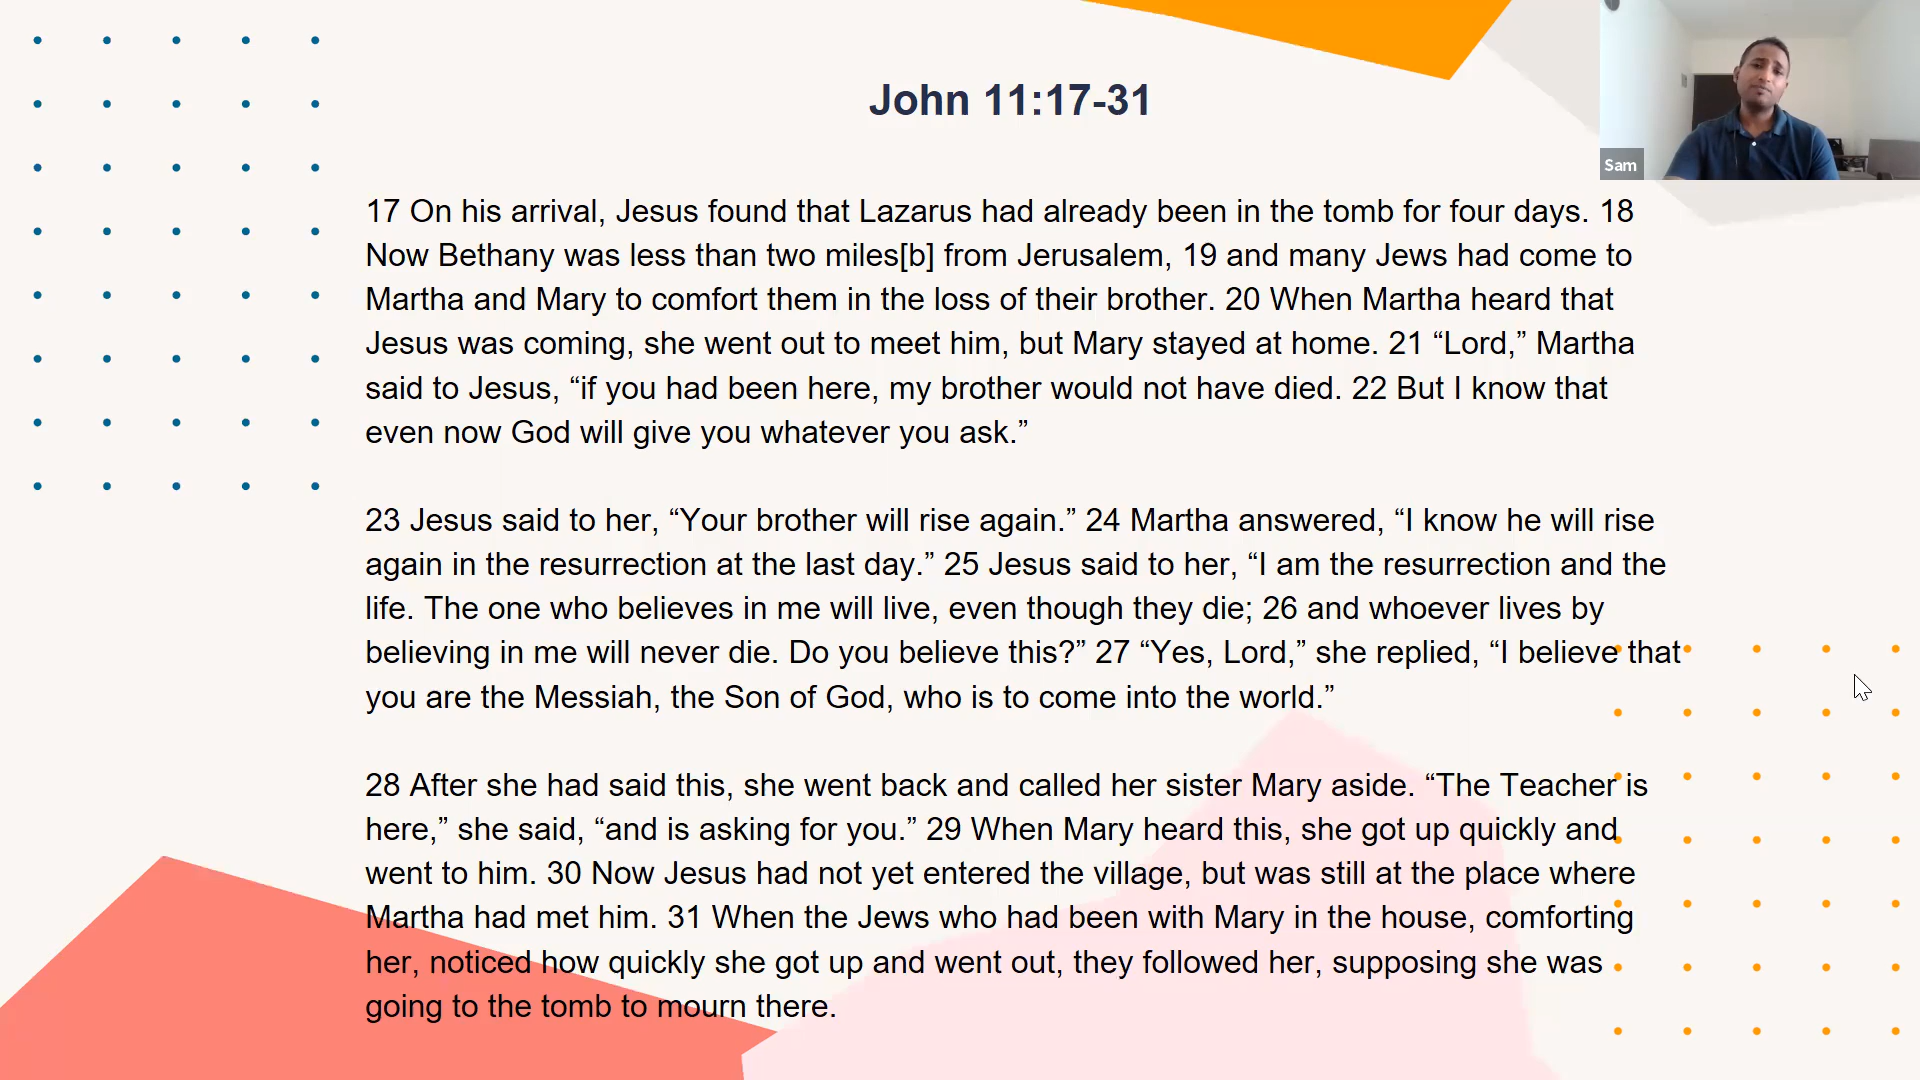 John 11:17-31
Sam
17 On his arrival, Jesus found that Lazarus had already been in the tomb for four days. 18
Now Bethany was less than two miles[b] from Jerusalem, 19 and many Jews had come to
Martha and Mary to comfort them in the loss of their brother. 20 When Martha heard that
Jesus was coming, she went out to meet him, but Mary stayed at home. 21 “Lord,” Martha
said to Jesus, “if you had been here, my brother would not have died. 22 But I know that
even now God will give you whatever you ask.”
23 Jesus said to her, “Your brother will rise again.” 24 Martha answered, “I know he will rise
again in the resurrection at the last day.” 25 Jesus said to her, “I am the resurrection and the
life. The one who believes in me will live, even though they die; 26 and whoever lives by
believing in me will never die. Do you believe this?” 27 “Yes, Lord,” she replied, “I believe that
you are the Messiah, the Son of God, who is to come into the world.”
28 After she had said this, she went back and called her sister Mary aside. “The Teacher is
here,” she said, “and is asking for you.” 29 When Mary heard this, she got up quickly and
went to him. 30 Now Jesus had not yet entered the village, but was still at the place where
Martha had met him. 31 When the Jews who had been with Mary in the house, comforting
her, noticed how quickly she got up and went out, they followed her, supposing she was
going to the tomb to mourn there.